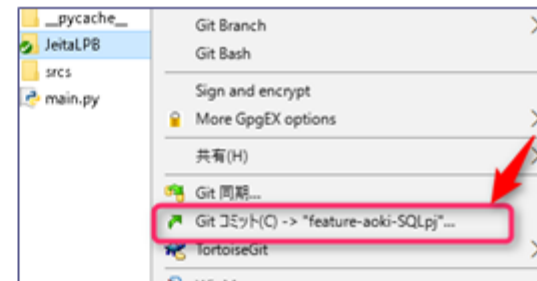 __pycache__
JeitaLPB
srcs
main.py
Git Branch
Git Bash
Sign and encrypt
More GpgEX options
共有(H)
Git 同期...
Git コミット(C) -> "feature-aoki-SQLpj"...
TortoiseGit